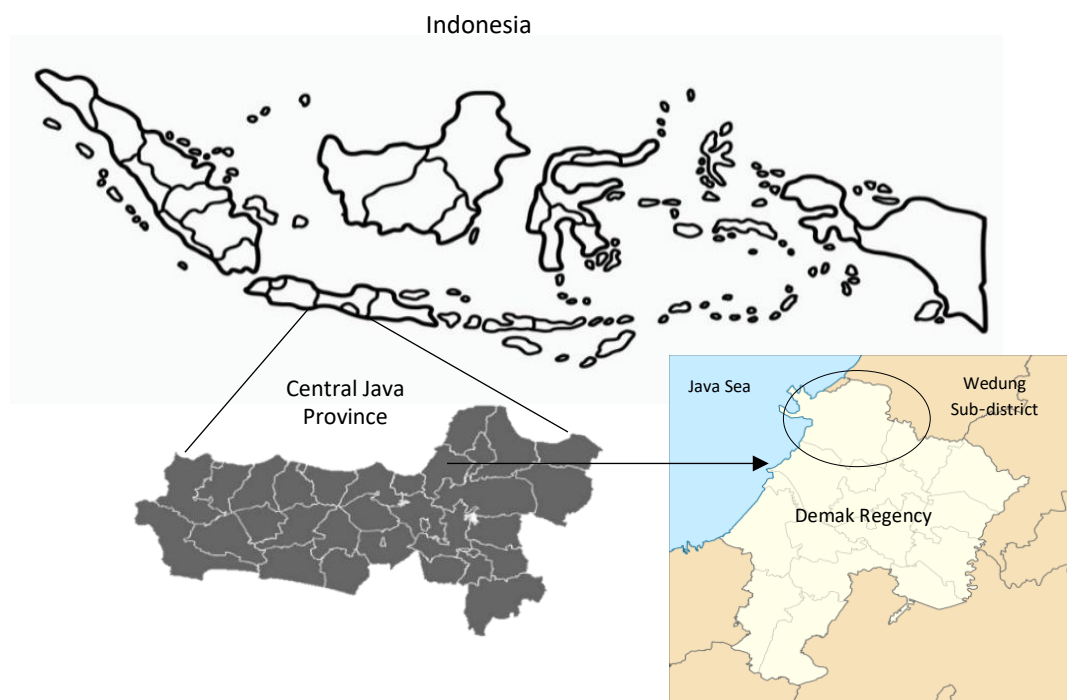 Indonesia
Central Java
Province
Java Sea
Wedung
Sub-district
Demak Regency